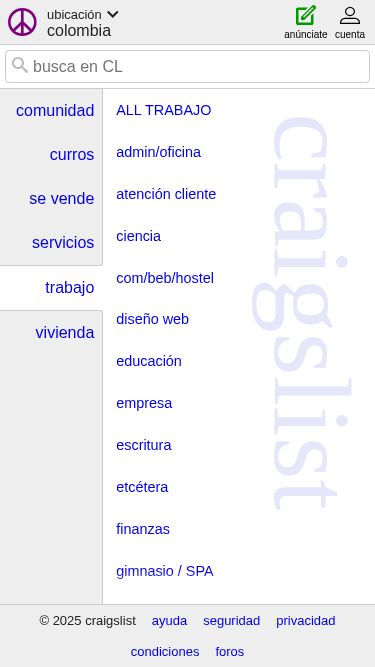 ubicación
colombia
anúnciate
cuenta
busca en CL
comunidad
curros
se vende
servicios
trabajo
vivienda
ALL TRABAJO
admin/oficina
atención cliente
ciencia
com/beb/hostel
diseño web
educación
empresa
escritura
etcétera
finanzas
gimnasio / SPA
craigslist
© 2025 craigslist ayuda seguridad privacidad
condiciones foros